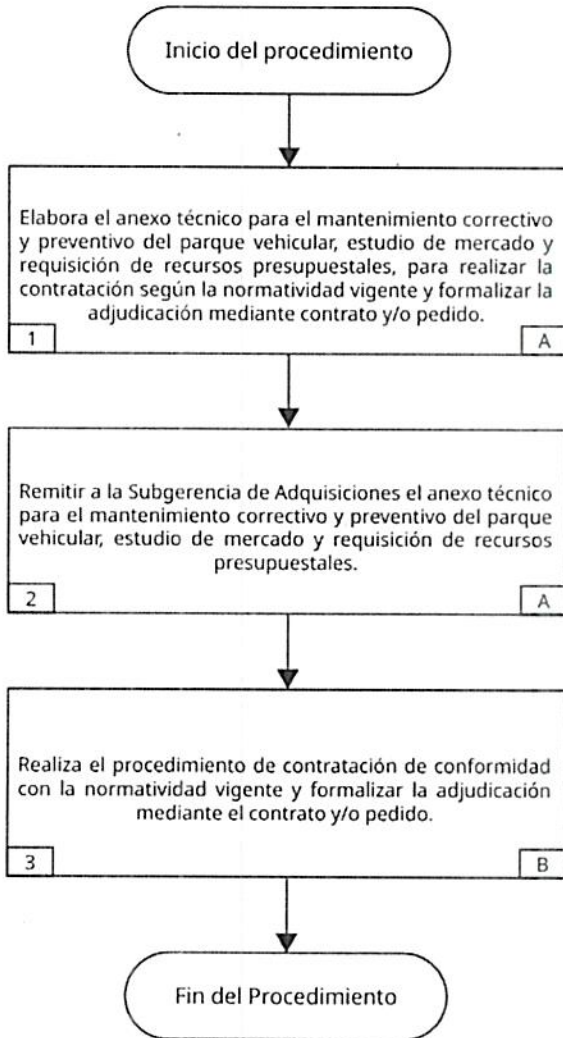 Inicio del procedimiento
Elabora el anexo técnico para el mantenimiento correctivo
y preventivo del parque vehicular, estudio de mercado y
requisición de recursos presupuestales, para realizar la
contratación según la normatividad vigente y formalizar la
adjudicación mediante contrato y/o pedido.
1
A
Remitir a la Subgerencia de Adquisiciones el anexo técnico
para el mantenimiento correctivo y preventivo del parque
vehicular, estudio de mercado y requisición de recursos
presupuestales.
2
A
Realiza el procedimiento de contratación de conformidad
con la normatividad vigente y formalizar la adjudicación
mediante el contrato y/o pedido.
3
B
Fin del Procedimiento